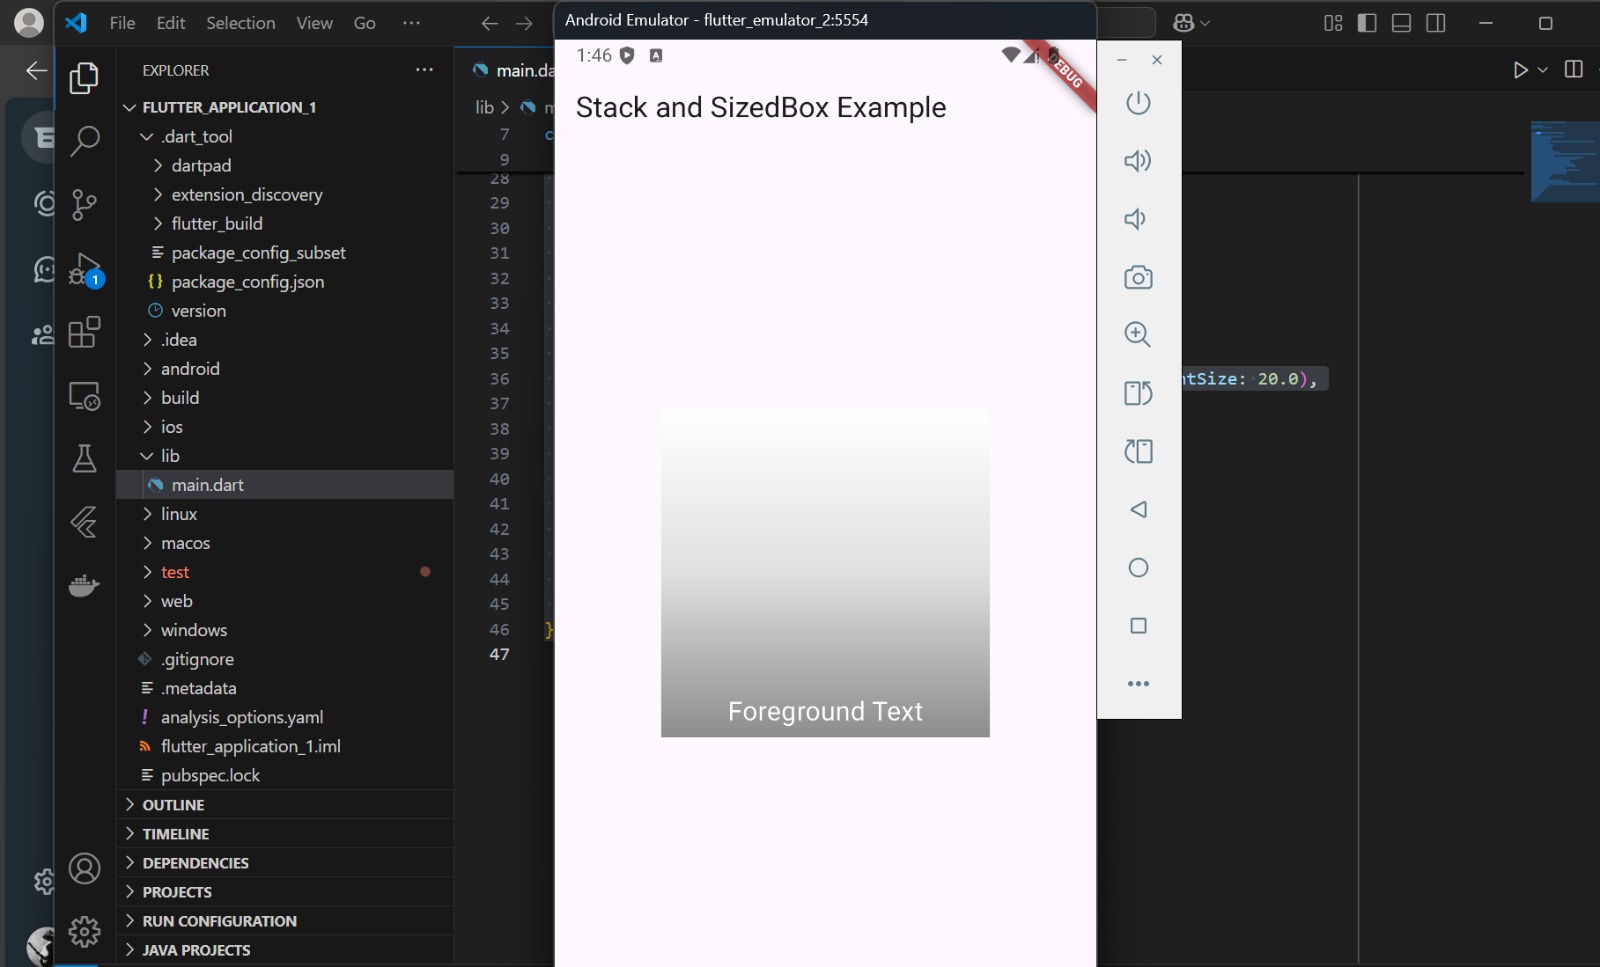 File Edit Selection View Go ···
Android Emulator - flutter_emulator_2:5554
EXPLORER ···
FLUTTER_APPLICATION_1
.dart_tool
dartpad
extension_discovery
flutter_build
package_config_subset
{} package_config.json
version
.idea
android
build
ios
lib
main.dart
linux
macos
test
web
windows
.gitignore
.metadata
! analysis_options.yaml
flutter_application_1.iml
pubspec.lock
OUTLINE
TIMELINE
DEPENDENCIES
PROJECTS
RUN CONFIGURATION
JAVA PROJECTS
1
main.da
lib > m
7 c
9
28
29
30
31
32
33
34
35
36
37
38
39
40
41
42
43
44
45
46 }
47
1:46 A
EBUG
Stack and SizedBox Example
Foreground Text
ntSize: 20.0),